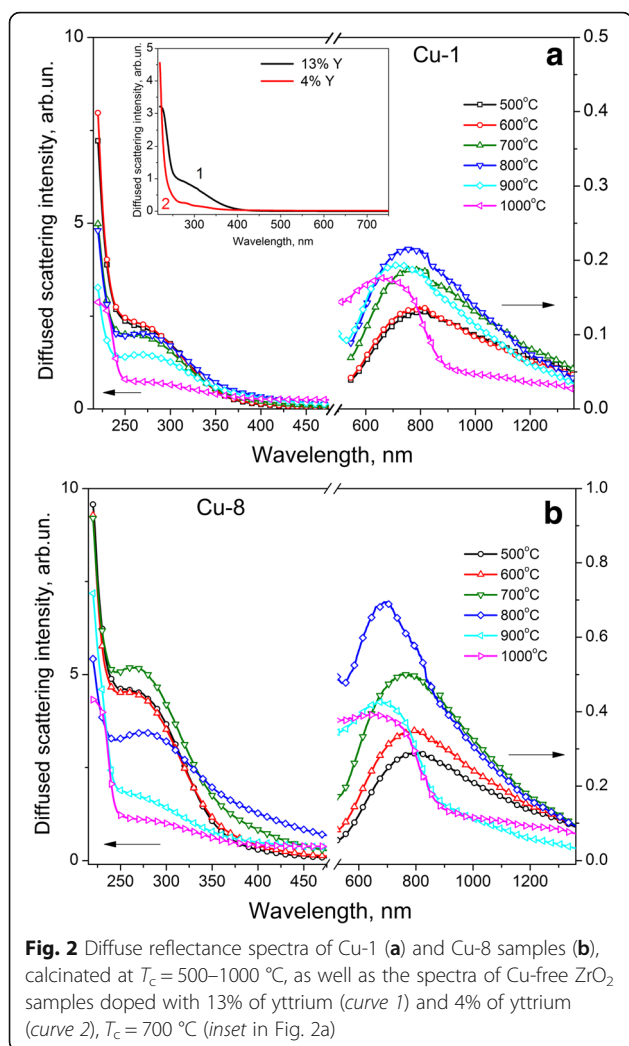 a
Cu-1
Diffused scattering intensity, arb.un.
10
5
0
0.5
0.4
0.3
0.2
0.1
0.0
500°C
600°C
700°C
800°C
900°C
1000°C
250 300 350 400 450 600 800 1000 1200
Wavelength, nm
Diffused scattering intensity, arb.un.
5
4
3
2
1
0
13% Y
4% Y
1
2
300 400 500 600 700
Wavelength, nm
b
Cu-8
Diffused scattering intensity, arb.un.
10
5
0
1.0
0.8
0.6
0.4
0.2
0.0
500°C
600°C
700°C
800°C
900°C
1000°C
250 300 350 400 450 600 800 1000 1200
Wavelength, nm
Fig. 2 Diffuse reflectance spectra of Cu-1 (a) and Cu-8 samples (b),
calcinated at Tc = 500–1000 °C, as well as the spectra of Cu-free ZrO2
samples doped with 13% of yttrium (curve 1) and 4% of yttrium
(curve 2), Tc = 700 °C (inset in Fig. 2a)